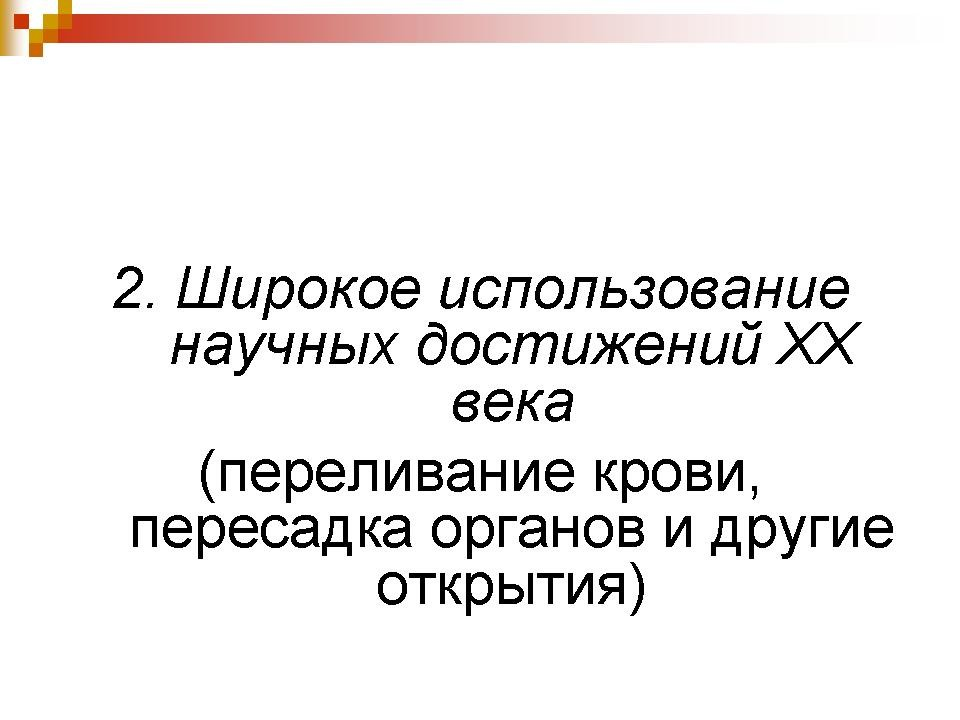 2. Широкое использование
научных достижений XX
века
(переливание крови,
пересадка органов и другие
открытия)